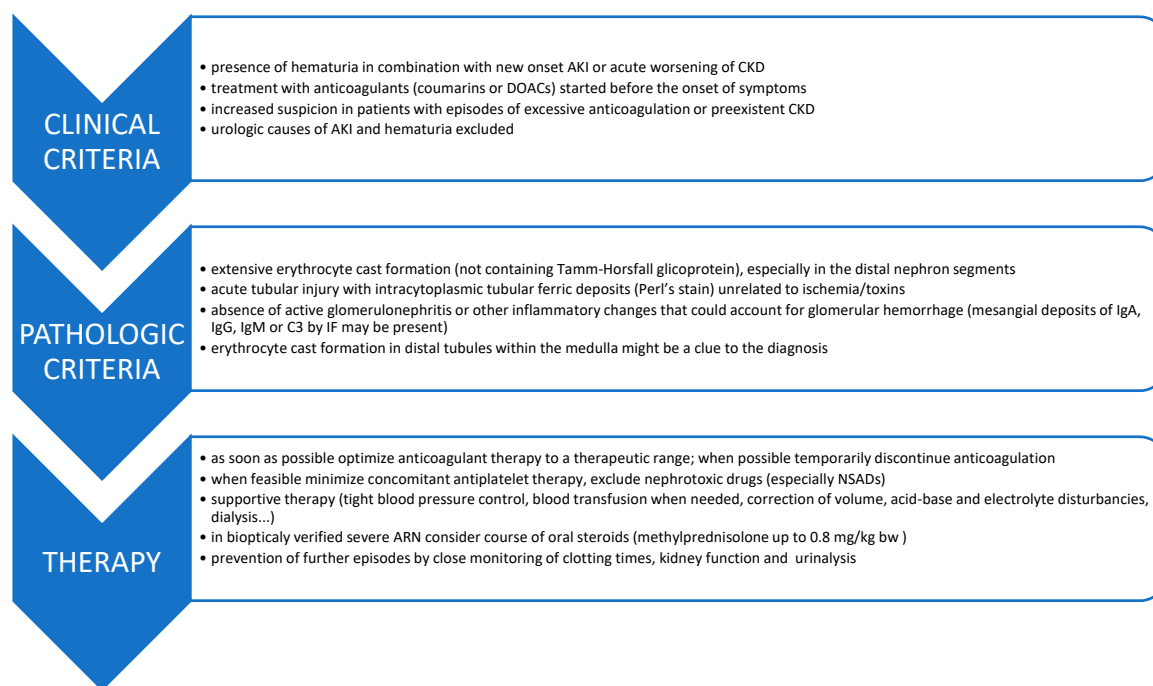 CLINICAL
CRITERIA
• presence of hematuria in combination with new onset AKI or acute worsening of CKD
• treatment with anticoagulants (coumarins or DOACs) started before the onset of symptoms
• increased suspicion in patients with episodes of excessive anticoagulation or preexistent CKD
• urologic causes of AKI and hematuria excluded
PATHOLOGIC
CRITERIA
• extensive erythrocyte cast formation (not containing Tamm-Horsfall glicoprotein), especially in the distal nephron segments
• acute tubular injury with intracytoplasmic tubular ferric deposits (Perl's stain) unrelated to ischemia/toxins
• absence of active glomerulonephritis or other inflammatory changes that could account for glomerular hemorrhage (mesangial deposits of IgA,
IgG, IgM or C3 by IF may be present)
• erythrocyte cast formation in distal tubules within the medulla might be a clue to the diagnosis
THERAPY
• as soon as possible optimize anticoagulant therapy to a therapeutic range; when possible temporarily discontinue anticoagulation
• when feasible minimize concomitant antiplatelet therapy, exclude nephrotoxic drugs (especially NSADs)
• supportive therapy (tight blood pressure control, blood transfusion when needed, correction of volume, acid-base and electrolyte disturbancies,
dialysis...)
• in biopticaly verified severe ARN consider course of oral steroids (methylprednisolone up to 0.8 mg/kg bw )
• prevention of further episodes by close monitoring of clotting times, kidney function and urinalysis